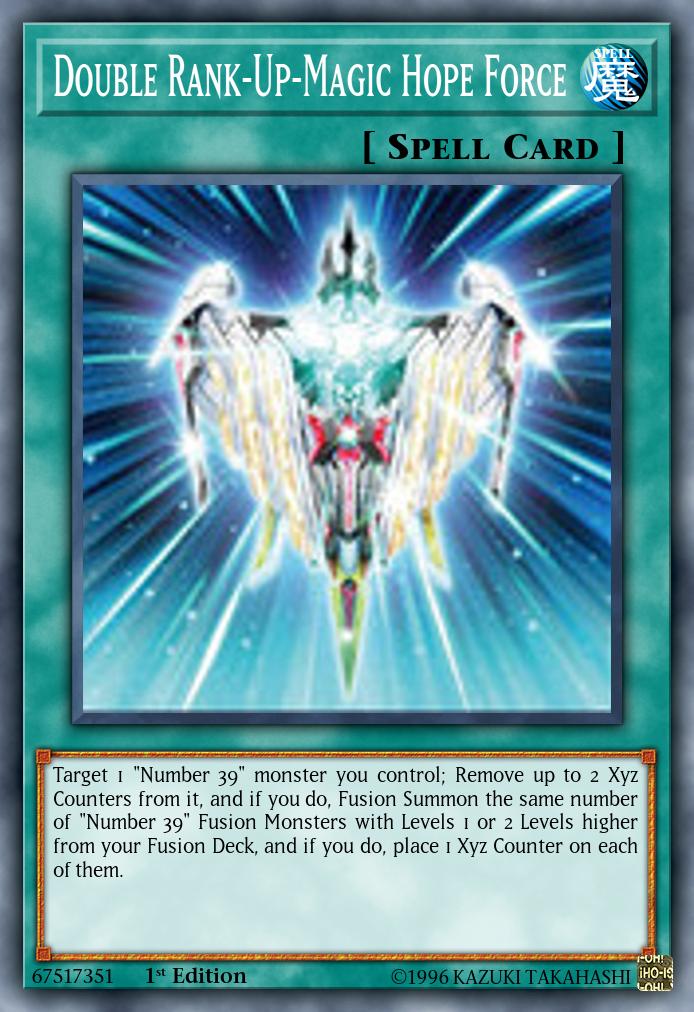 Double Rank-Up-Magic Hope Force
SPELL
魔
[ Spell Card ]
Target 1 "Number 39" monster you control; Remove up to 2 Xyz
Counters from it, and if you do, Fusion Summon the same number
of "Number 39" Fusion Monsters with Levels 1 or 2 Levels higher
from your Fusion Deck, and if you do, place 1 Xyz Counter on each
of them.
67517351 1st Edition ©1996 KAZUKI TAKAHASHI